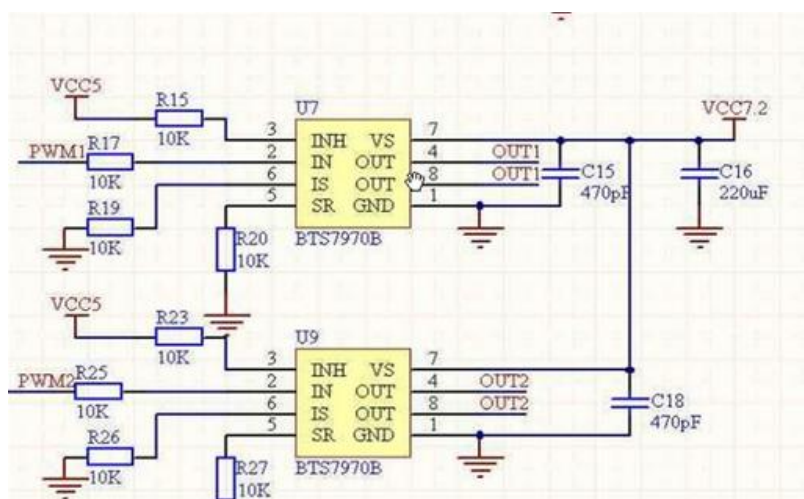 VCC5
R15
10K
U7
VCC7.2
PWM1
R17
10K
3
2
6
5
INH VS
IN OUT
IS OUT
SR GND
7
4
8
1
OUT1
OUT1
C15
470pF
C16
220uF
R19
10K
R20
10K
BTS7970B
VCC5
R23
10K
U9
PWM2
R25
10K
3
2
6
5
INH VS
IN OUT
IS OUT
SR GND
7
4
8
1
OUT2
OUT2
C18
470pF
R26
10K
R27
10K
BTS7970B